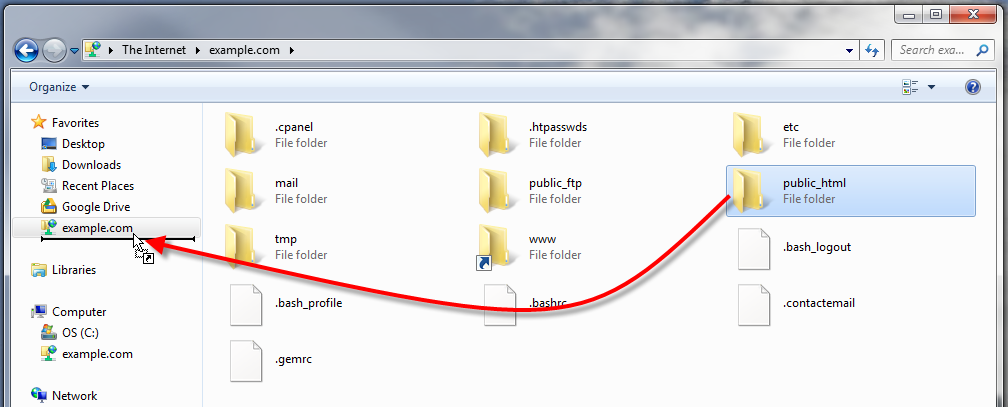 The Internet example.com
Search exa...
Organize
Favorites
Desktop
Downloads
Recent Places
Google Drive
example.com
Libraries
Computer
OS (C:)
example.com
Network
.cpanel
File folder
.htpasswds
File folder
etc
File folder
mail
File folder
public_ftp
File folder
public_html
File folder
tmp
File folder
www
File folder
.bash_logout
.bash_profile
.bashrc
.contactemail
.gemrc